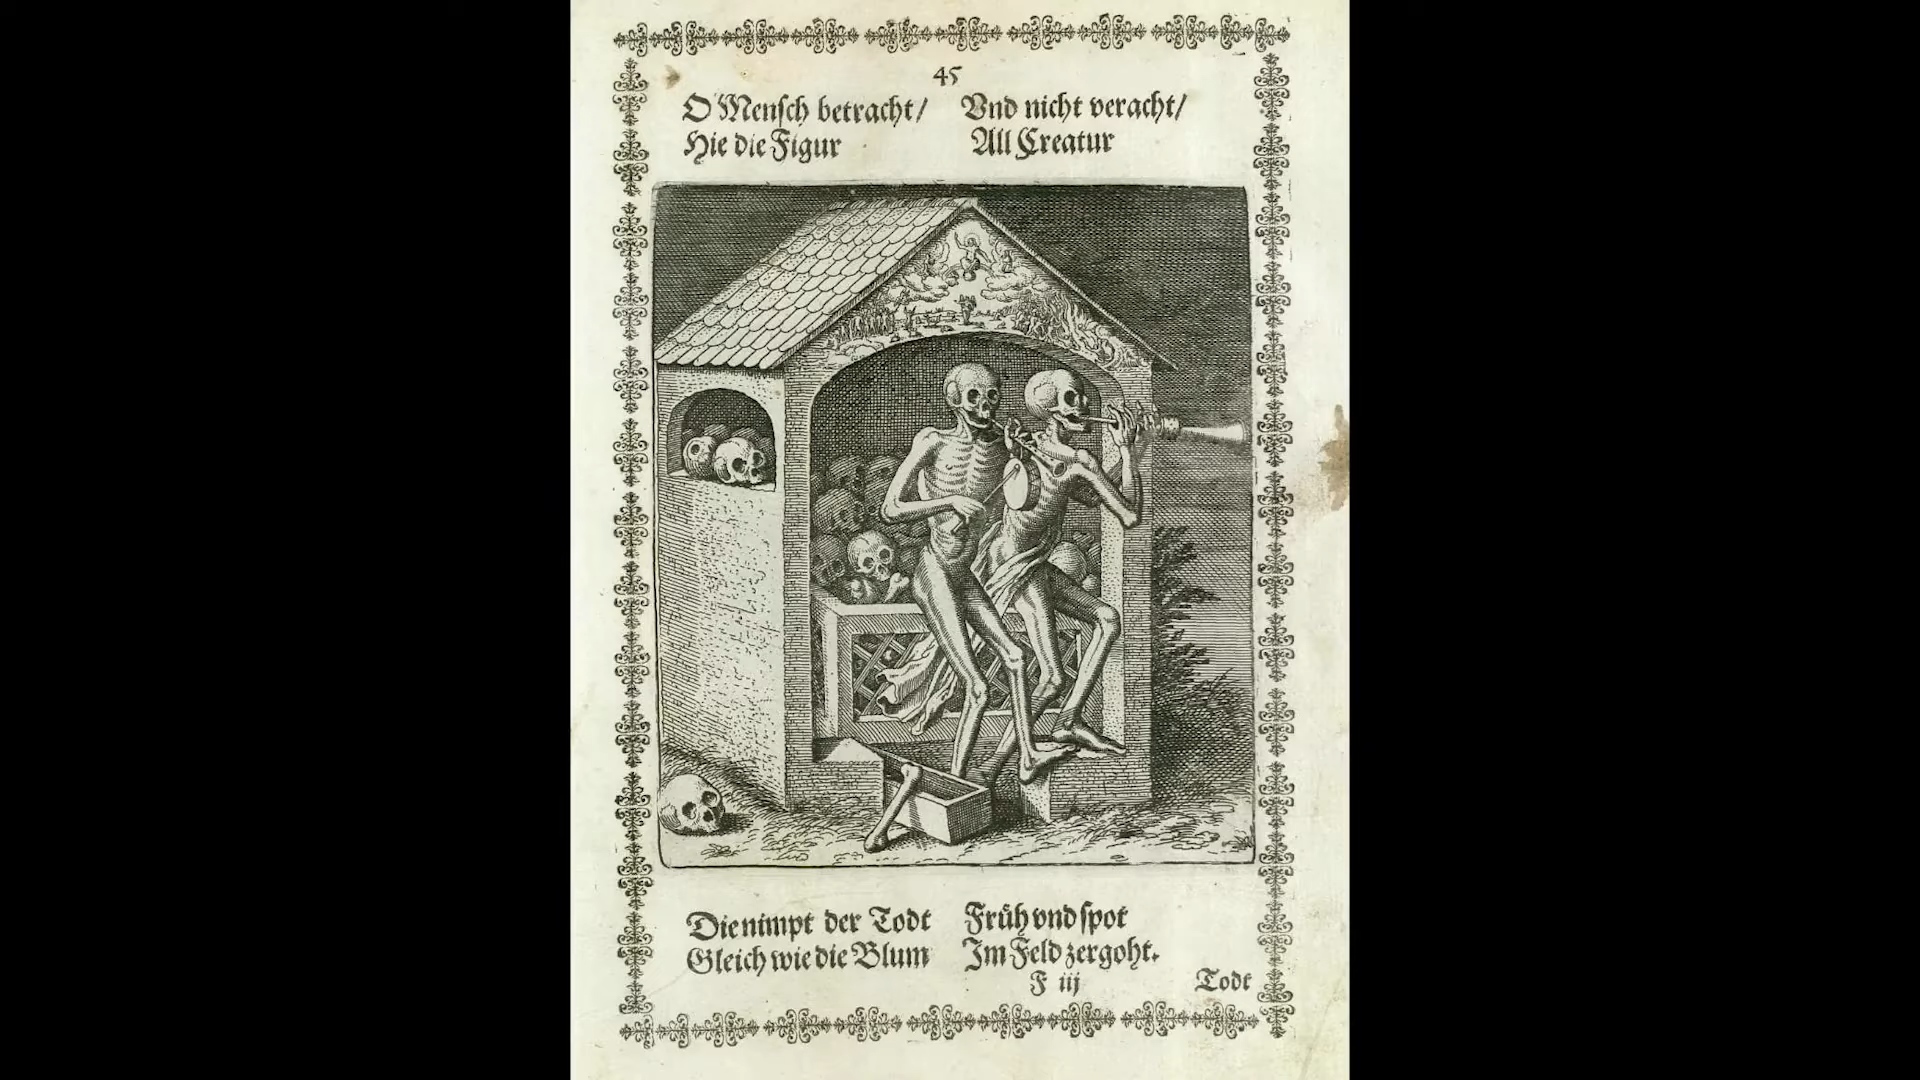 45
O Mensch betracht/ Vnd nicht veracht/
Hie die Figur All Creatur
Die nimpt der Todt Früh vnd spot
Gleich wie die Blum Im Feld zergoht.
F iij Todt